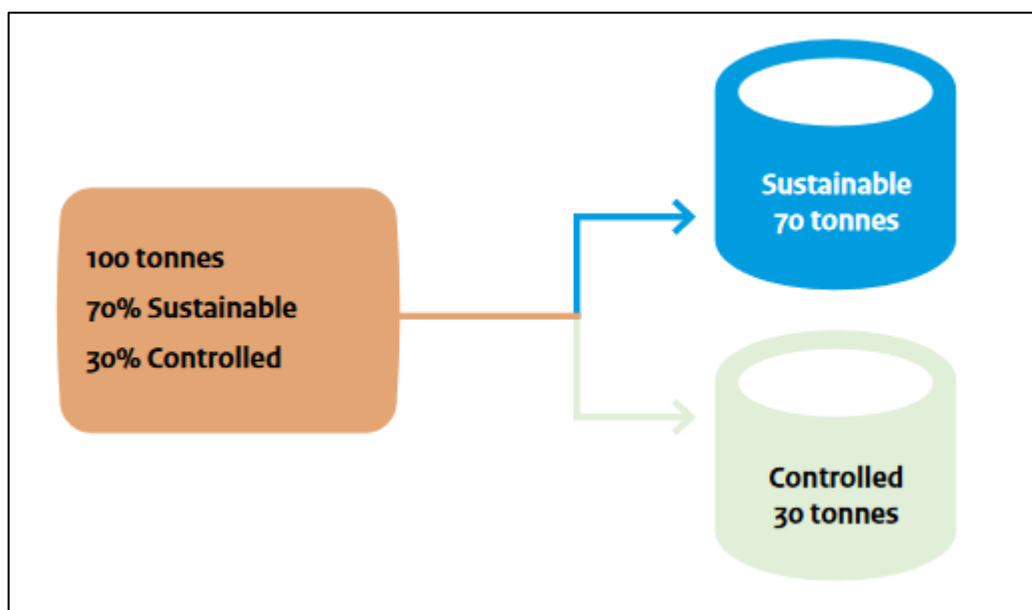 100 tonnes
70% Sustainable
30% Controlled
Sustainable
70 tonnes
Controlled
30 tonnes